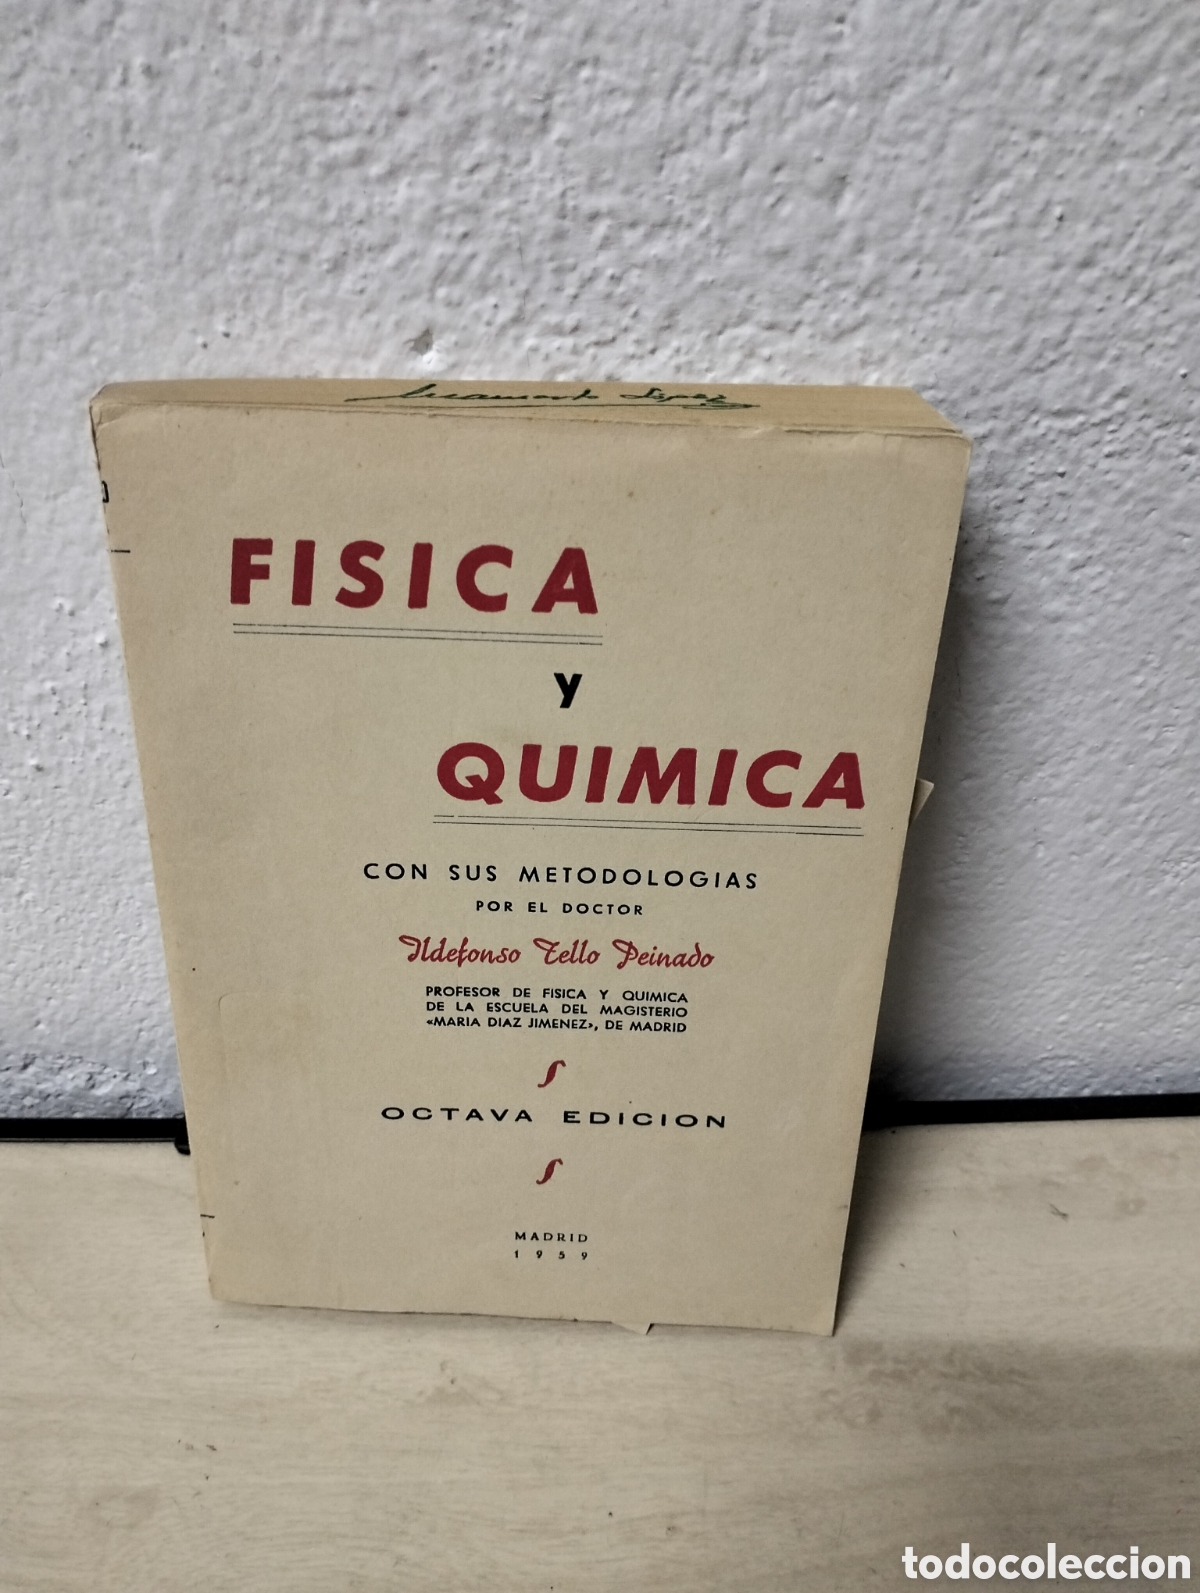 López
FISICA
y
QUIMICA
CON SUS METODOLOGIAS
POR EL DOCTOR
Ildefonso Tello Peinado
PROFESOR DE FISICA Y QUIMICA
DE LA ESCUELA DEL MAGISTERIO
«MARIA DIAZ JIMENEZ», DE MADRID
OCTAVA EDICION
MADRID
1959
todocoleccion